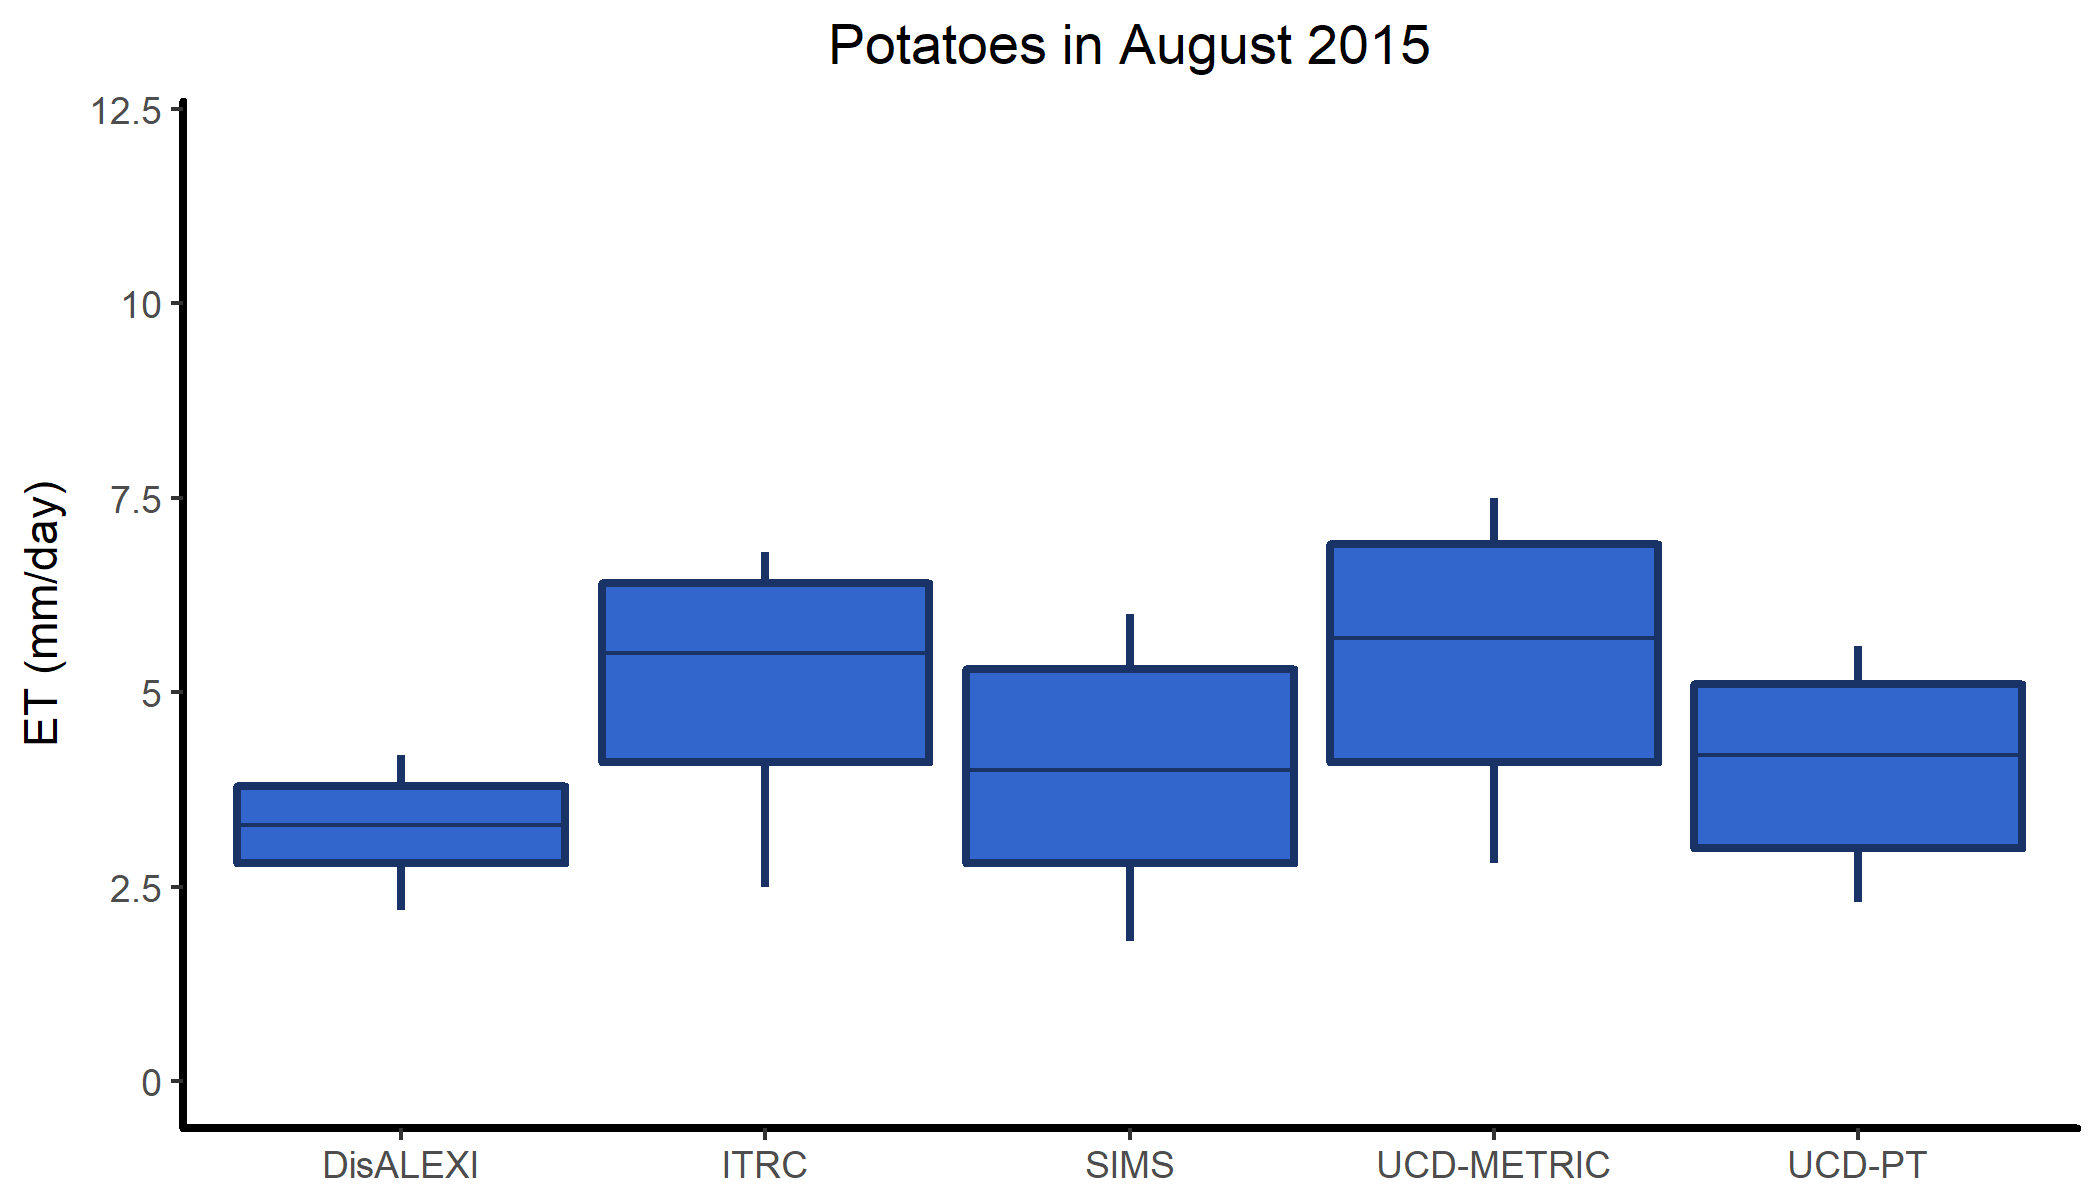 Potatoes in August 2015
ET (mm/day)
12.5
10
7.5
5
2.5
0
DisALEXI
ITRC
SIMS
UCD-METRIC
UCD-PT